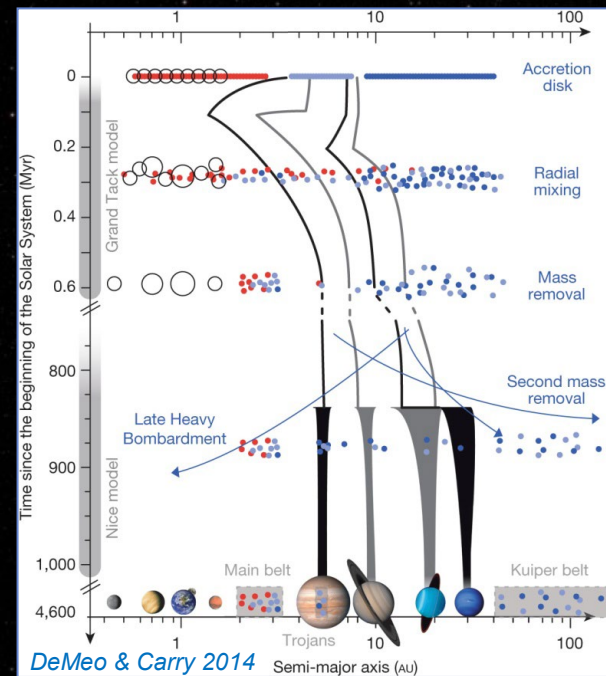 1
10
100
0
Accretion
disk
0.2
Radial
mixing
0.4
Grand Tack model
0.6
Mass
removal
Time since the beginning of the Solar System (Myr)
800
Second mass
removal
Late Heavy
Bombardment
900
Nice model
1,000
Main belt
Kuiper belt
4,600
Trojans
1
10
100
DeMeo & Carry 2014
Semi-major axis (AU)